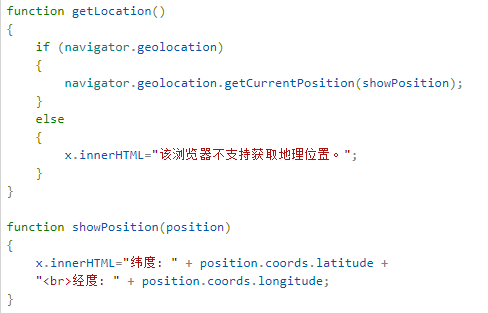 function getLocation()
{
    if (navigator.geolocation)
    {
        navigator.geolocation.getCurrentPosition(showPosition);
    }
    else
    {
        x.innerHTML="该浏览器不支持获取地理位置。";
    }
}

function showPosition(position)
{
    x.innerHTML="纬度: " + position.coords.latitude +
    "<br>经度: " + position.coords.longitude;
}